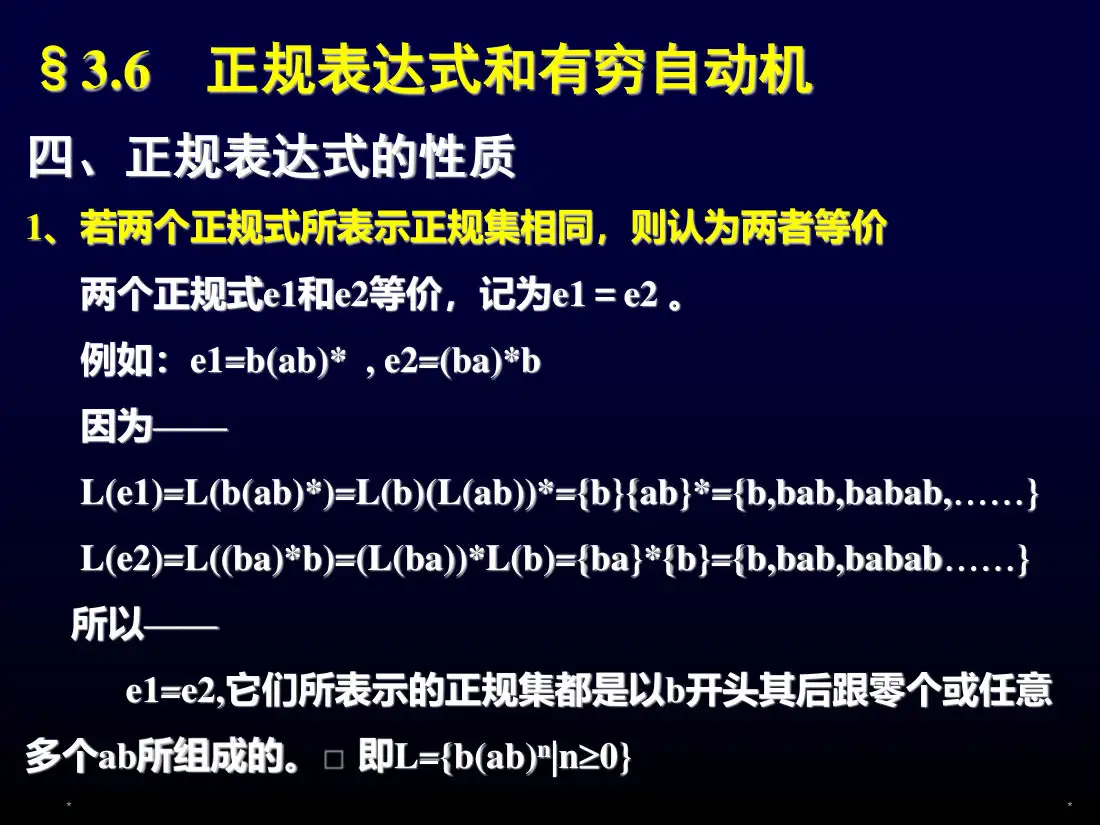 §3.6 正规表达式和有穷自动机
四、正规表达式的性质
1、若两个正规式所表示正规集相同，则认为两者等价
两个正规式e1和e2等价，记为e1＝e2 。
例如：e1=b(ab)* , e2=(ba)*b
因为——
L(e1)=L(b(ab)*)=L(b)(L(ab))*={b}{ab}*={b,bab,babab,……}
L(e2)=L((ba)*b)=(L(ba))*L(b)={ba}*{b}={b,bab,babab……}
所以——
e1=e2,它们所表示的正规集都是以b开头其后跟零个或任意
多个ab所组成的。□ 即L={b(ab)ⁿ|n≥0}
* *